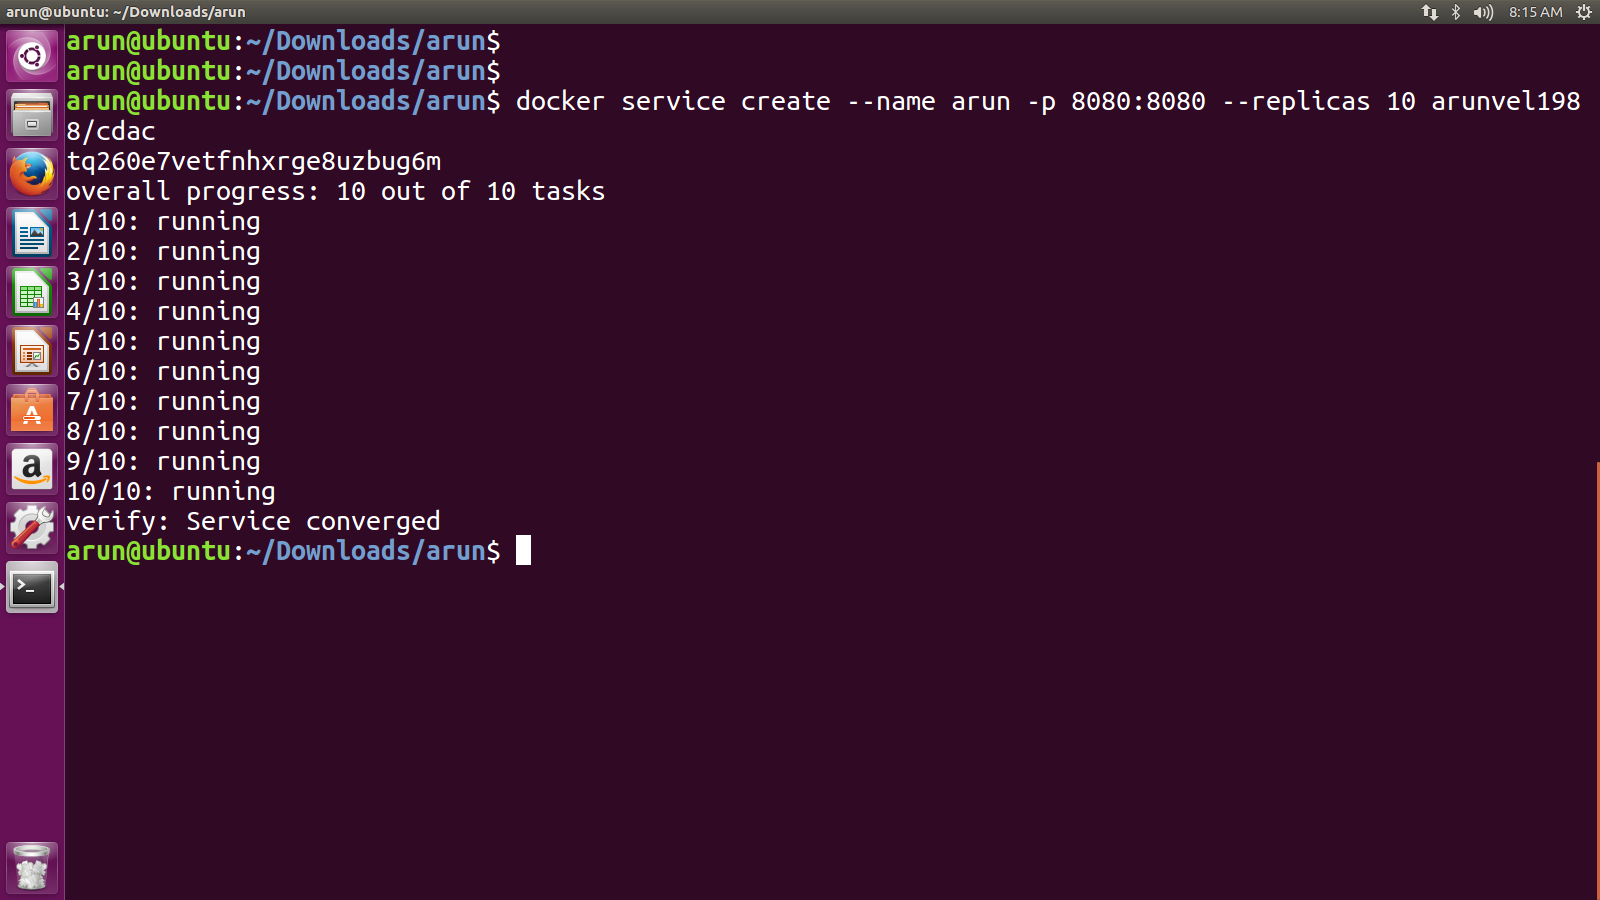 arun@ubuntu: ~/Downloads/arun
8:15 AM
arun@ubuntu:~/Downloads/arun$
arun@ubuntu:~/Downloads/arun$
arun@ubuntu:~/Downloads/arun$ docker service create --name arun -p 8080:8080 --replicas 10 arunvel198
8/cdac
tq260e7vetfnhxrge8uzbug6m
overall progress: 10 out of 10 tasks
1/10: running
2/10: running
3/10: running
4/10: running
5/10: running
6/10: running
7/10: running
8/10: running
9/10: running
10/10: running
verify: Service converged
arun@ubuntu:~/Downloads/arun$